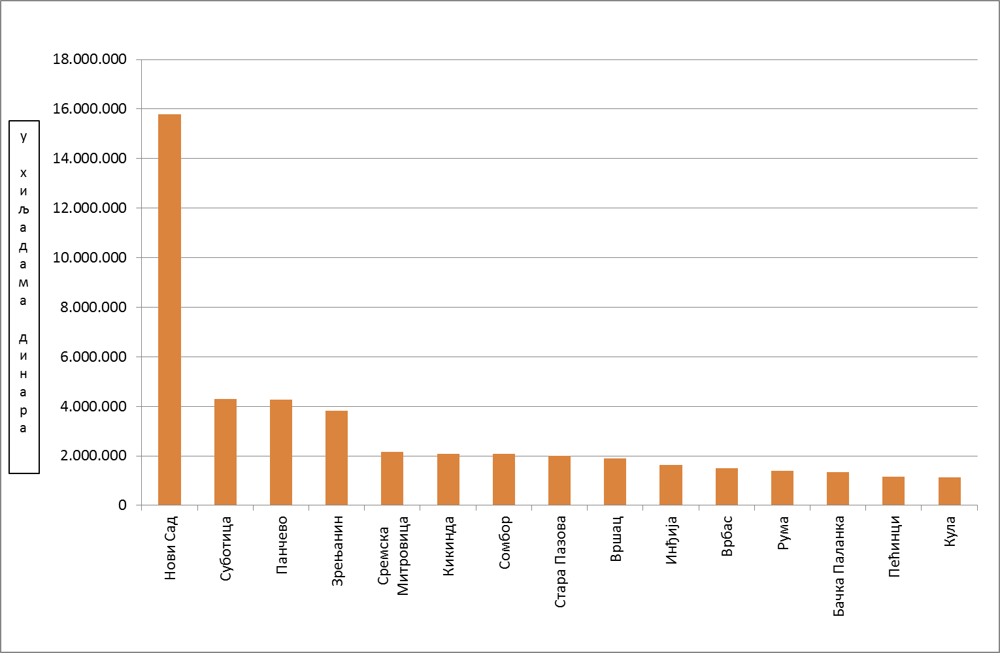 18.000.000
16.000.000
14.000.000
12.000.000
10.000.000
8.000.000
6.000.000
4.000.000
2.000.000
0
у хиљадама динара
Нови Сад
Суботица
Панчево
Зрењанин
Сремска
Митровица
Кикинда
Сомбор
Стара Пазова
Вршац
Инђија
Врбас
Рума
Бачка Паланка
Пећинци
Кула